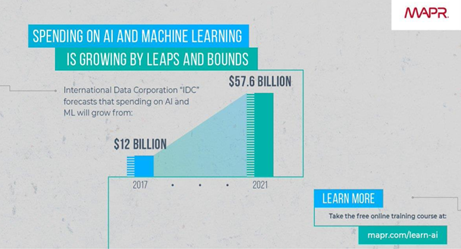 MAPR.
SPENDING ON AI AND MACHINE LEARNING
IS GROWING BY LEAPS AND BOUNDS
International Data Corporation "IDC"
forecasts that spending on AI and
ML will grow from:
$57.6 BILLION
$12 BILLION
2017
2021
LEARN MORE
Take the free online training course at:
mapr.com/learn-ai